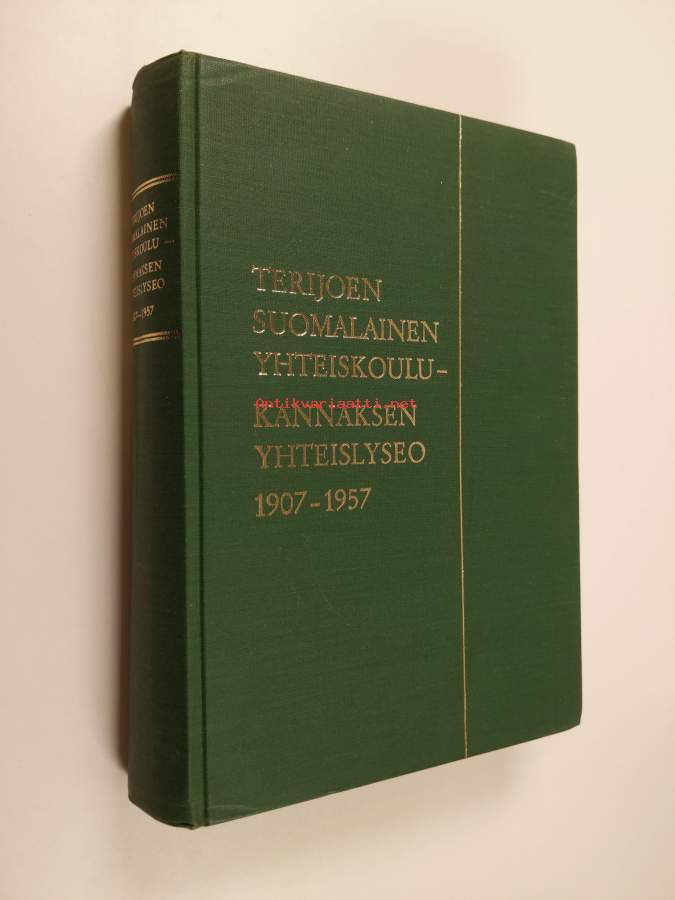 TERIJOEN
SUOMALAINEN
YHTEISKOULU–
KANNAKSEN
YHTEISLYSEO
1907–1957
Antikvariaatti.net